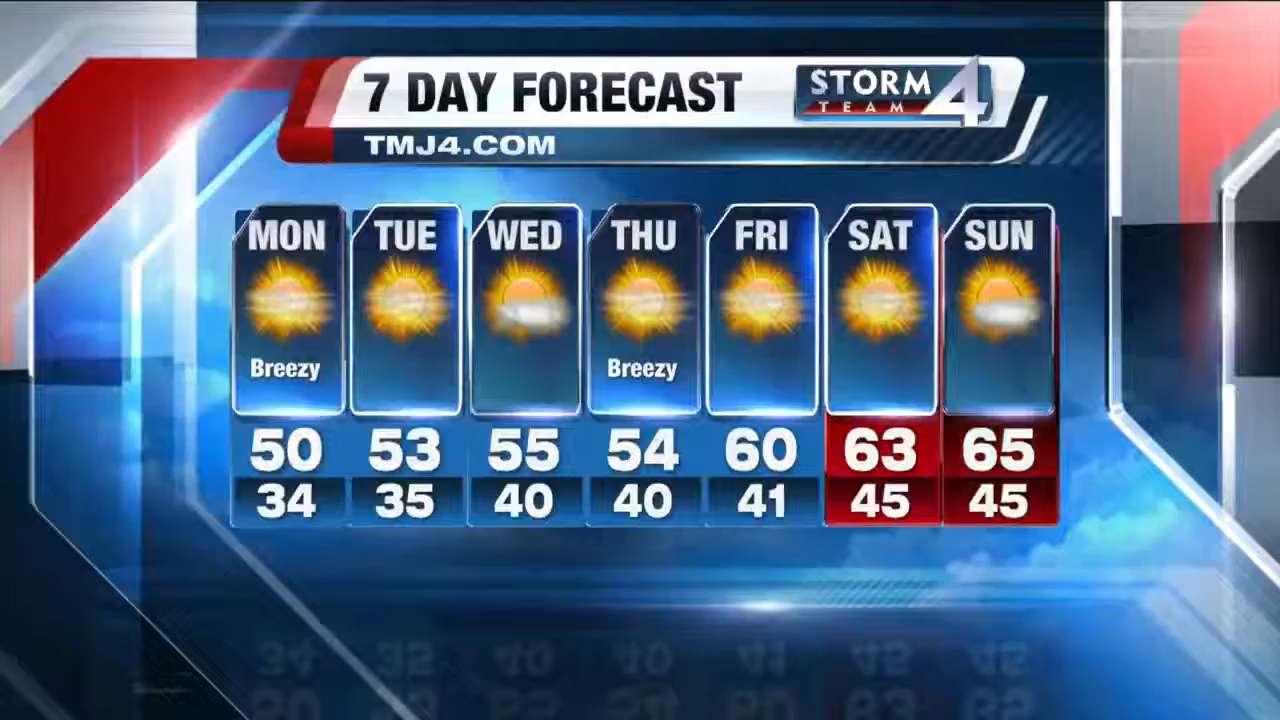 7 DAY FORECAST
STORM 4
TEAM
TMJ4.COM
MON TUE WED THU FRI SAT SUN
Breezy Breezy
50 53 55 54 60 63 65
34 35 40 40 41 45 45